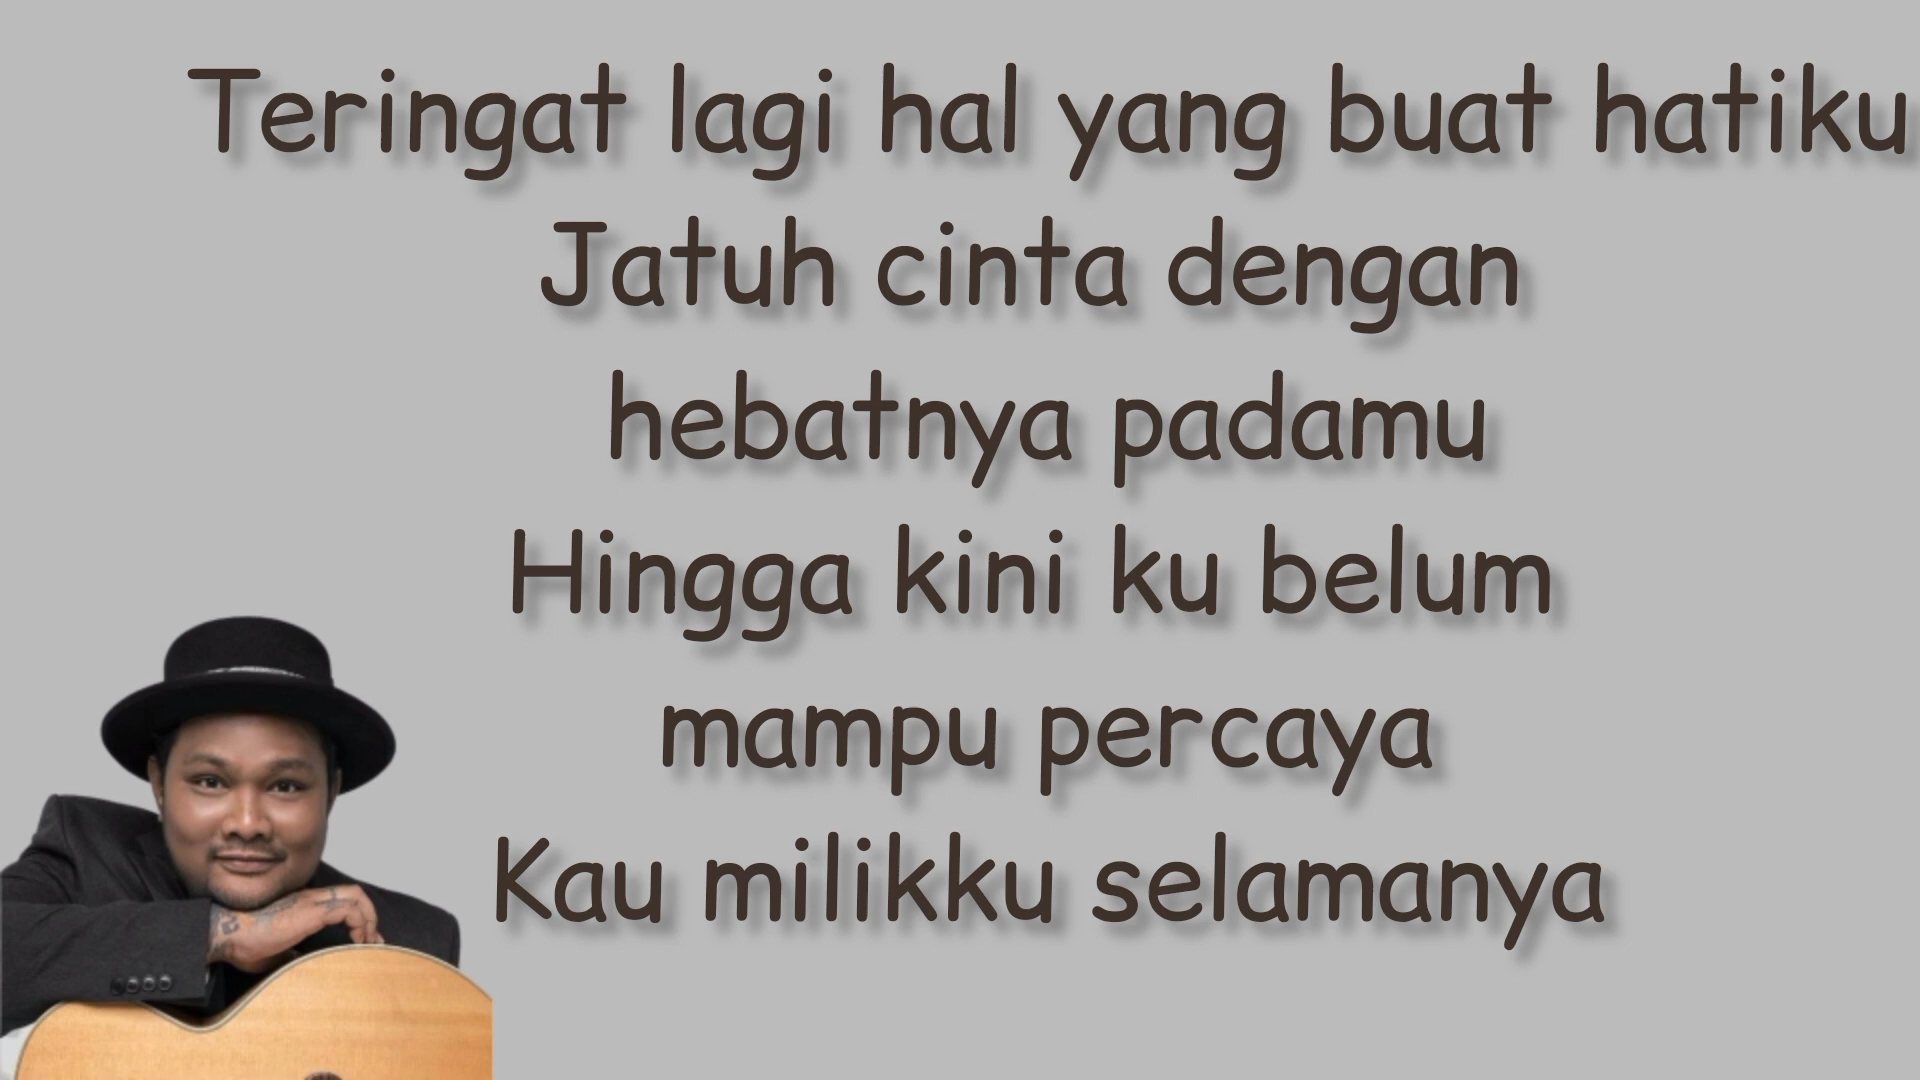 Teringat lagi hal yang buat hatiku
Jatuh cinta dengan
hebatnya padamu
Hingga kini ku belum
mampu percaya
Kau milikku selamanya